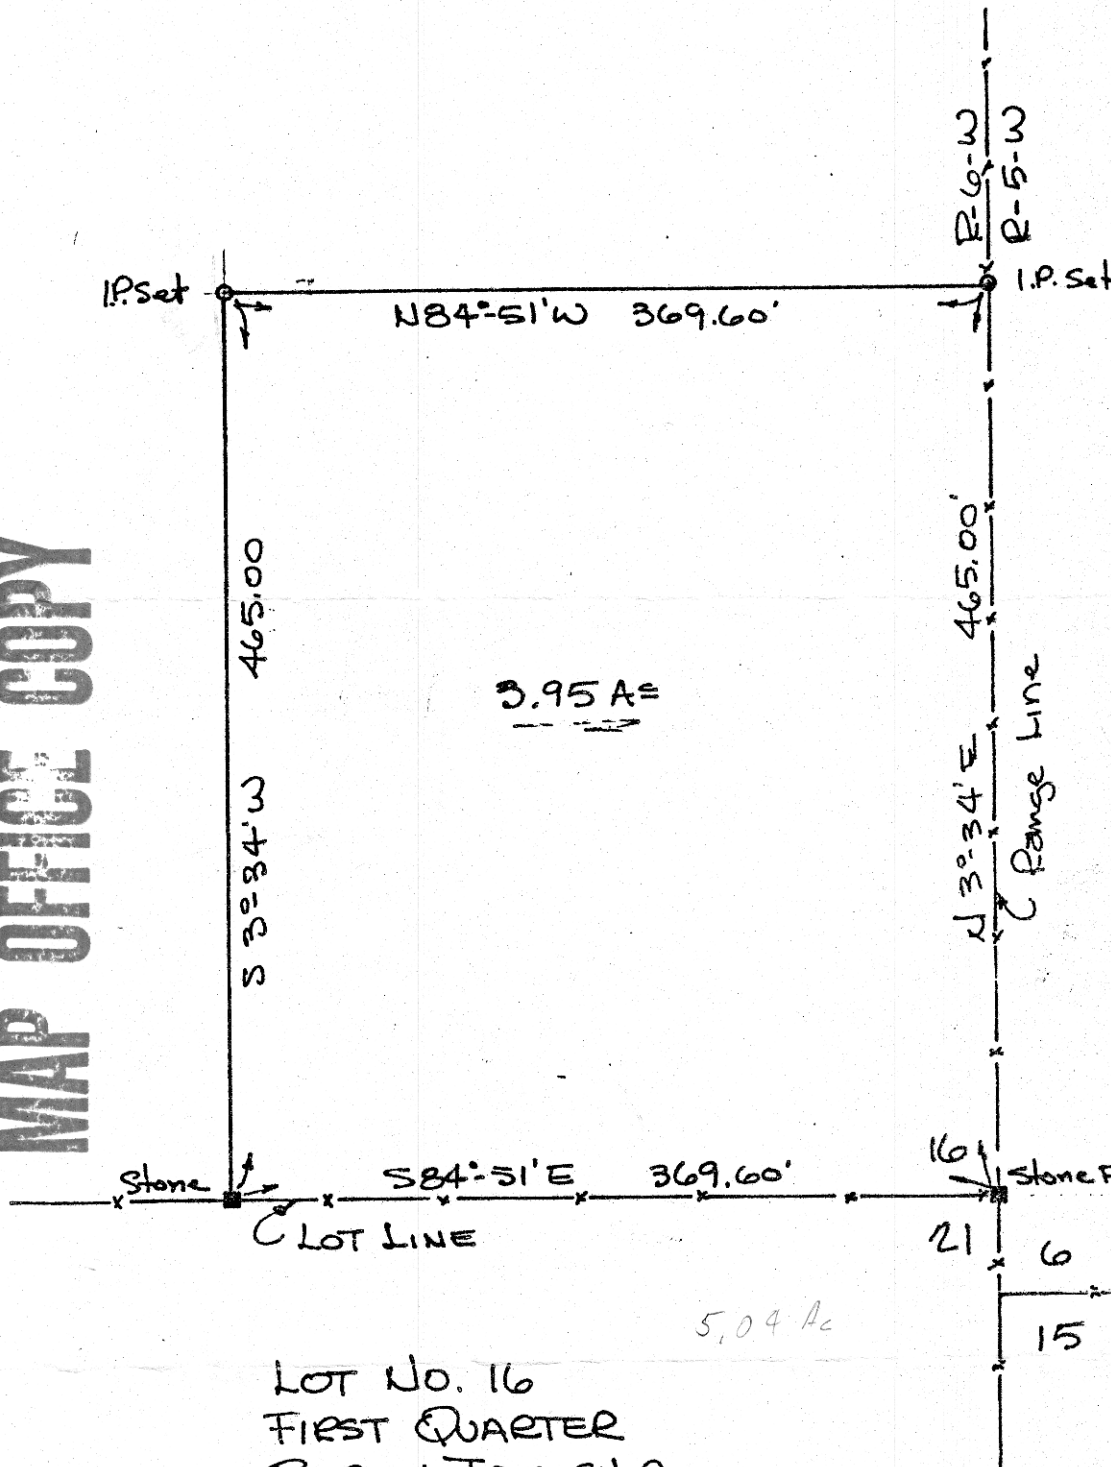 R-6-W
R-5-W
I.P. Set
I.P. Set
N84°-51'W 369.60'
S 3°-34'W 465.00
N 3°-34'E 465.00'
Range Line
3.95 Ac
MAP OFFICE COPY
Stone
S84°-51'E 369.60'
16
Stone F
LOT LINE
21
6
15
5.04 Ac
LOT NO. 16
FIRST QUARTER